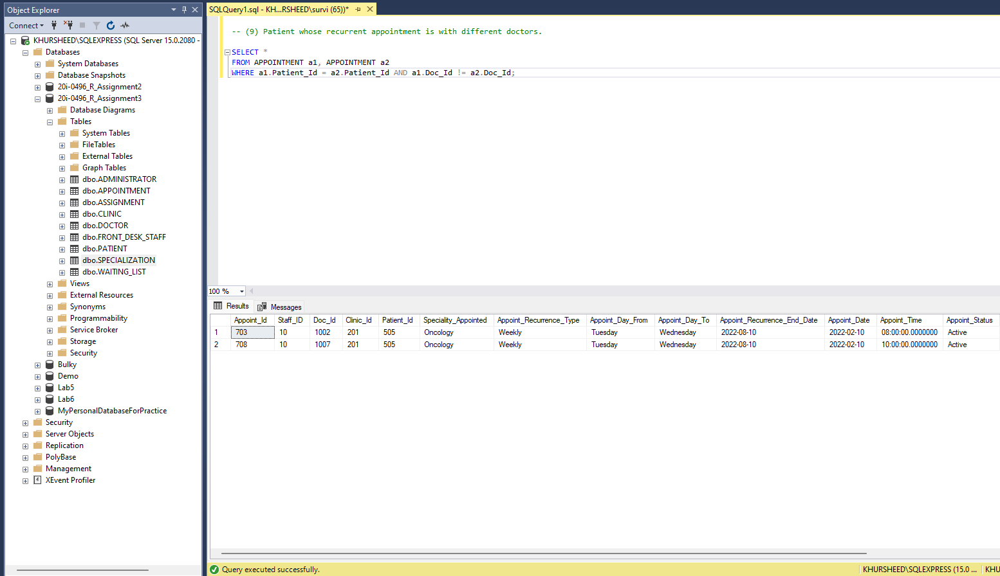 Object Explorer
Connect
KHURSHEED\SQLEXPRESS (SQL Server 15.0.2080 -
Databases
System Databases
Database Snapshots
20i-0496_R_Assignment2
20i-0496_R_Assignment3
Database Diagrams
Tables
System Tables
FileTables
External Tables
Graph Tables
dbo.ADMINISTRATOR
dbo.APPOINTMENT
dbo.ASSIGNMENT
dbo.CLINIC
dbo.DOCTOR
dbo.FRONT_DESK_STAFF
dbo.PATIENT
dbo.SPECIALIZATION
dbo.WAITING_LIST
Views
External Resources
Synonyms
Programmability
Service Broker
Storage
Security
Bulky
Demo
Lab5
Lab6
MyPersonalDatabaseForPractice
Security
Server Objects
Replication
PolyBase
Management
XEvent Profiler
SQLQuery1.sql - KH...RSHEED\survi (65))*
-- (9) Patient whose recurrent appointment is with different doctors.
SELECT *
FROM APPOINTMENT a1, APPOINTMENT a2
WHERE a1.Patient_Id = a2.Patient_Id AND a1.Doc_Id != a2.Doc_Id;
100 %
Results Messages
Appoint_Id Staff_ID Doc_Id Clinic_Id Patient_Id Speciality_Appointed Appoint_Recurrence_Type Appoint_Day_From Appoint_Day_To Appoint_Recurrence_End_Date Appoint_Date Appoint_Time Appoint_Status
1 703 10 1002 201 505 Oncology Weekly Tuesday Wednesday 2022-08-10 2022-02-10 08:00:00.0000000 Active
2 708 10 1007 201 505 Oncology Weekly Tuesday Wednesday 2022-08-10 2022-02-10 10:00:00.0000000 Active
Query executed successfully. KHURSHEED\SQLEXPRESS (15.0 ... KHU